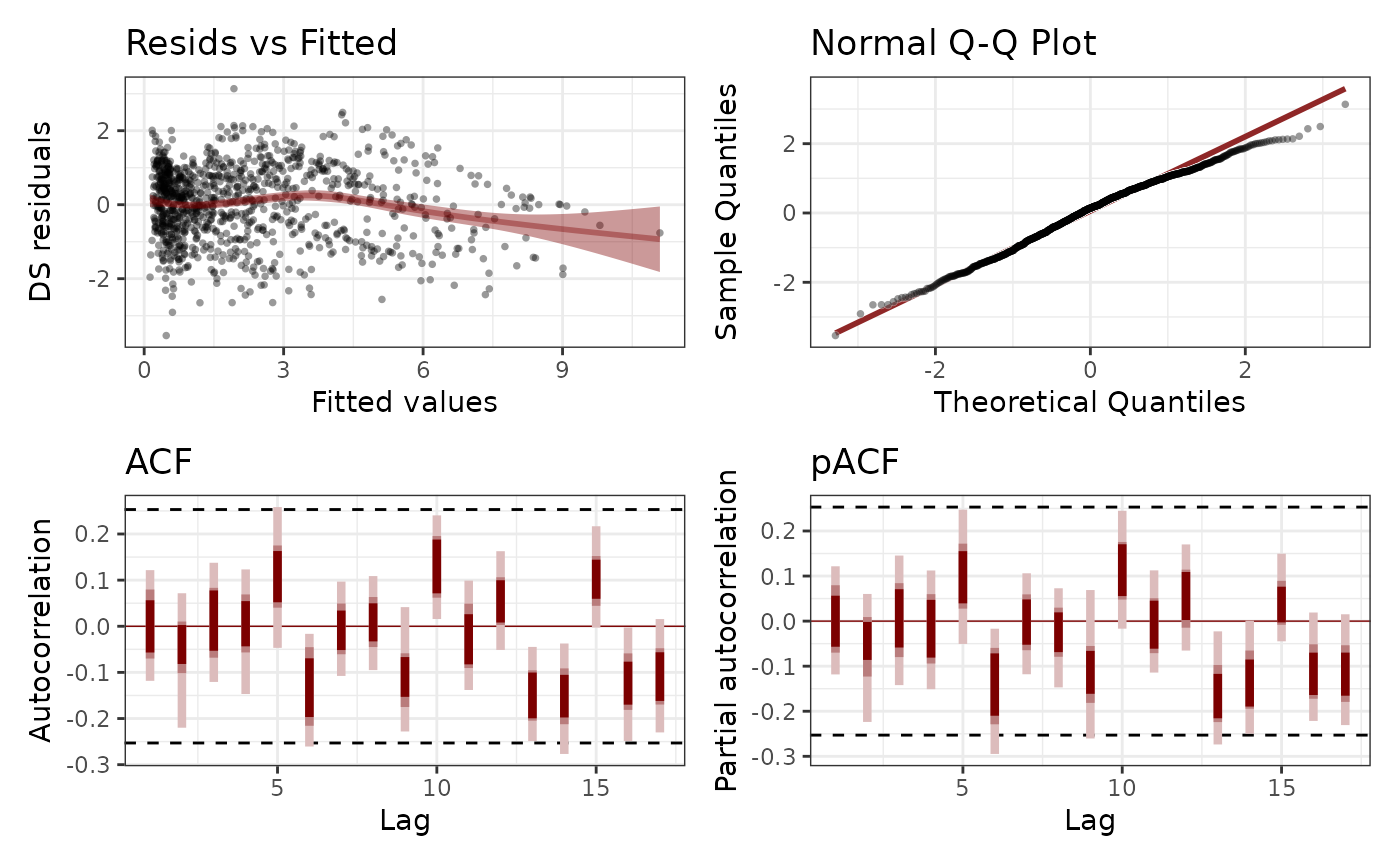 Resids vs Fitted
DS residuals
2
0
-2
0 3 6 9
Fitted values
Normal Q-Q Plot
Sample Quantiles
2
0
-2
-2 0 2
Theoretical Quantiles
ACF
Autocorrelation
0.2
0.1
0.0
-0.1
-0.2
-0.3
5 10 15
Lag
pACF
Partial autocorrelation
0.2
0.1
0.0
-0.1
-0.2
-0.3
5 10 15
Lag